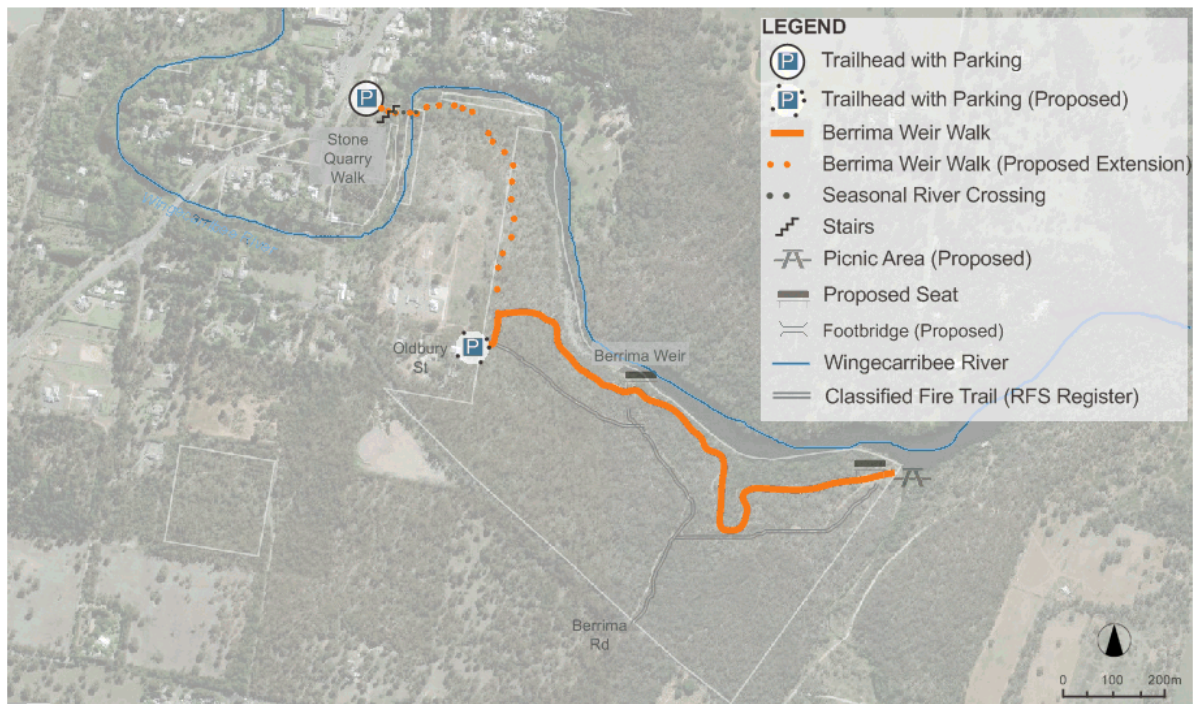 LEGEND
P Trailhead with Parking
P Trailhead with Parking (Proposed)
Berrima Weir Walk
Berrima Weir Walk (Proposed Extension)
Seasonal River Crossing
Stairs
Picnic Area (Proposed)
Proposed Seat
Footbridge (Proposed)
Wingecarribee River
Classified Fire Trail (RFS Register)
P
Stone
Quarry
Walk
Oldbury
St
P
Berrima Weir
Berrima
Rd
0 100 200m